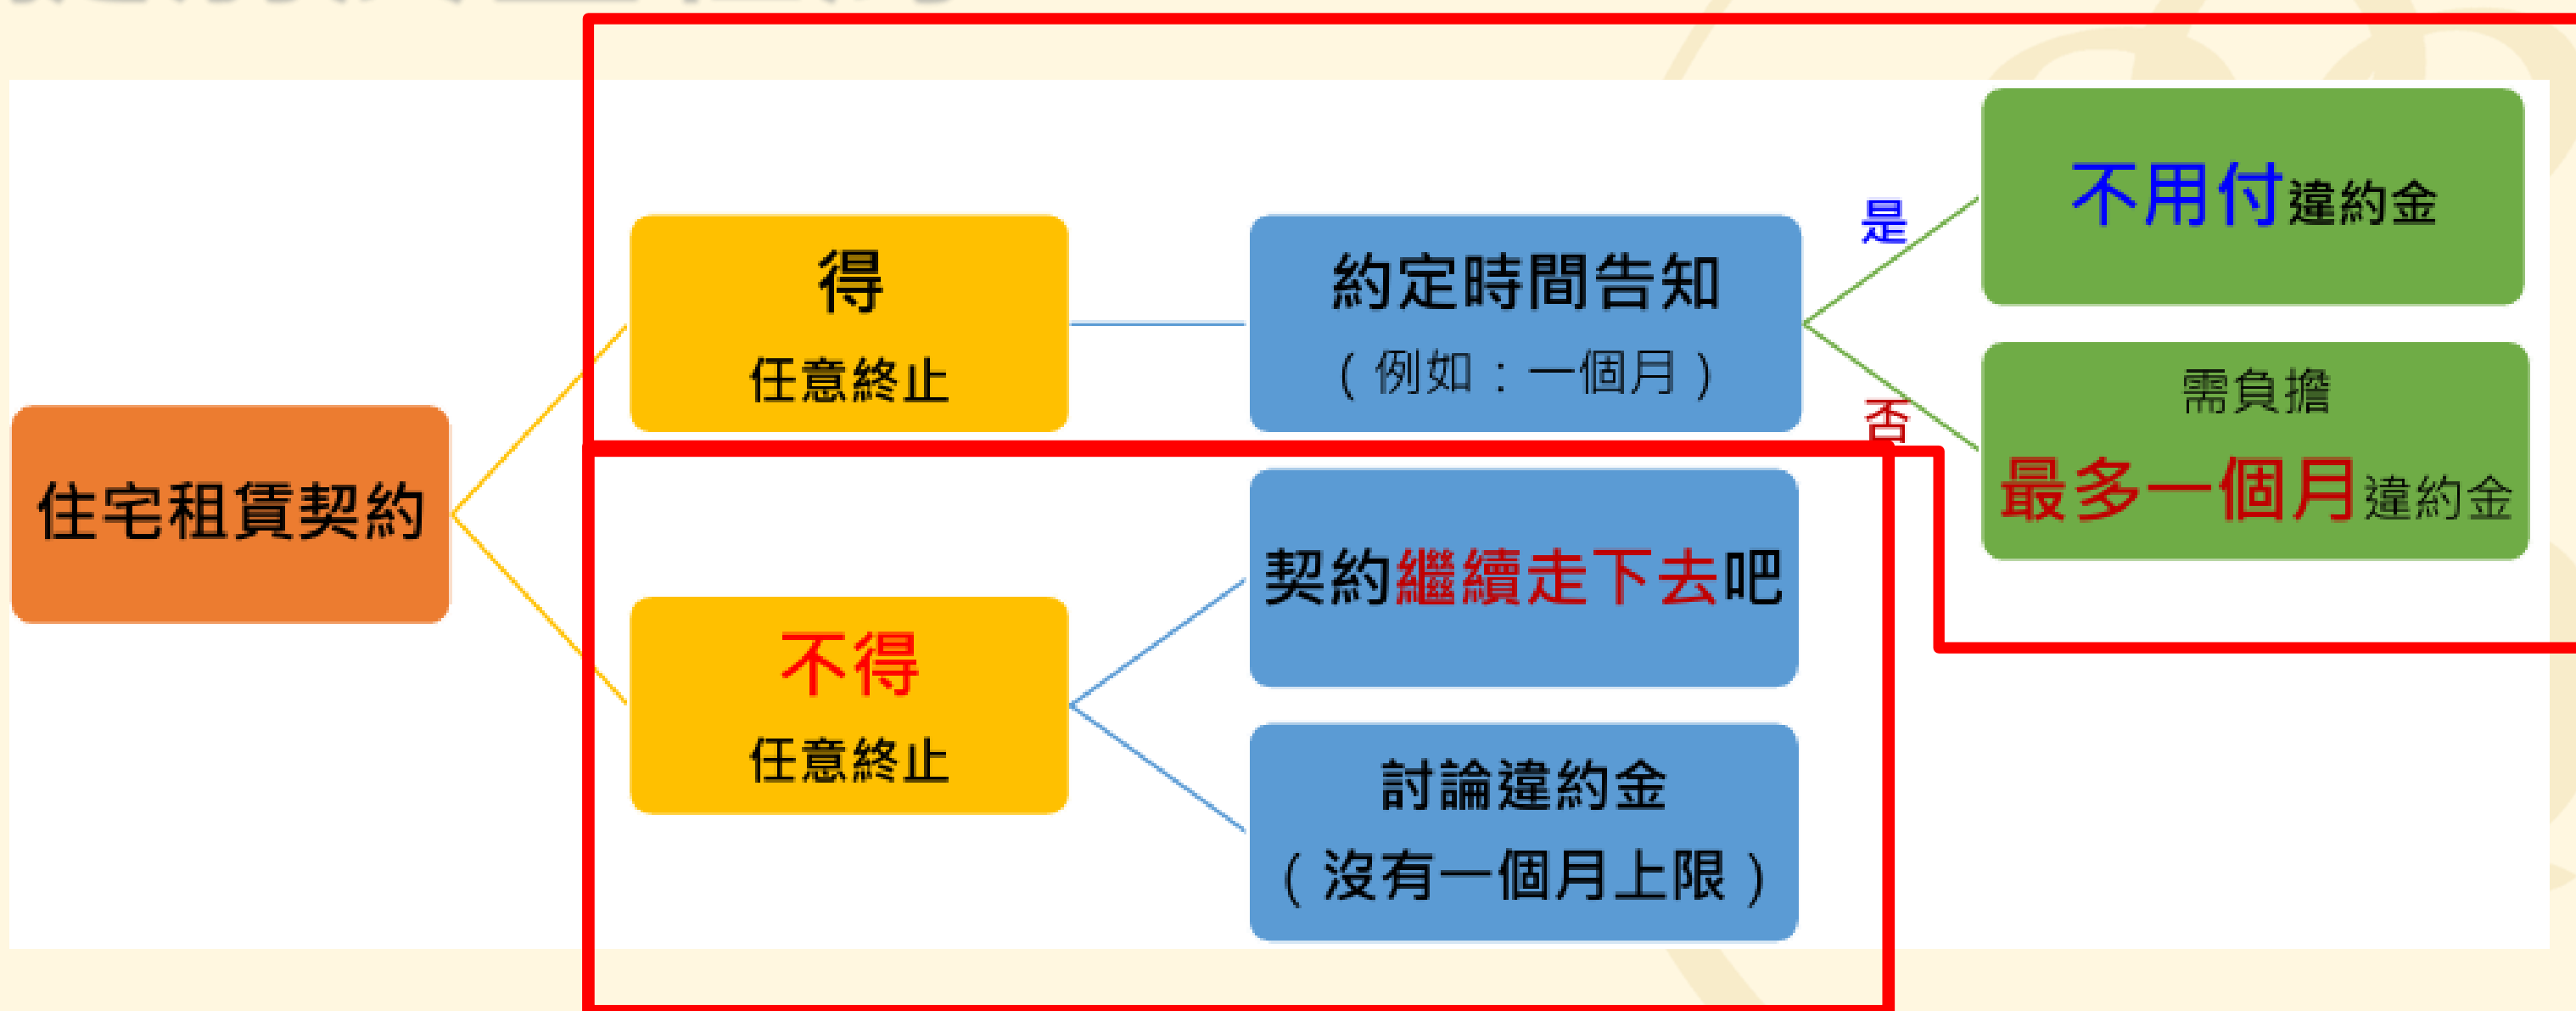 住宅租賃契約
得
任意終止
約定時間告知
（例如：一個月）
是
不用付違約金
否
需負擔
最多一個月違約金
不得
任意終止
契約繼續走下去吧
討論違約金
（沒有一個月上限）